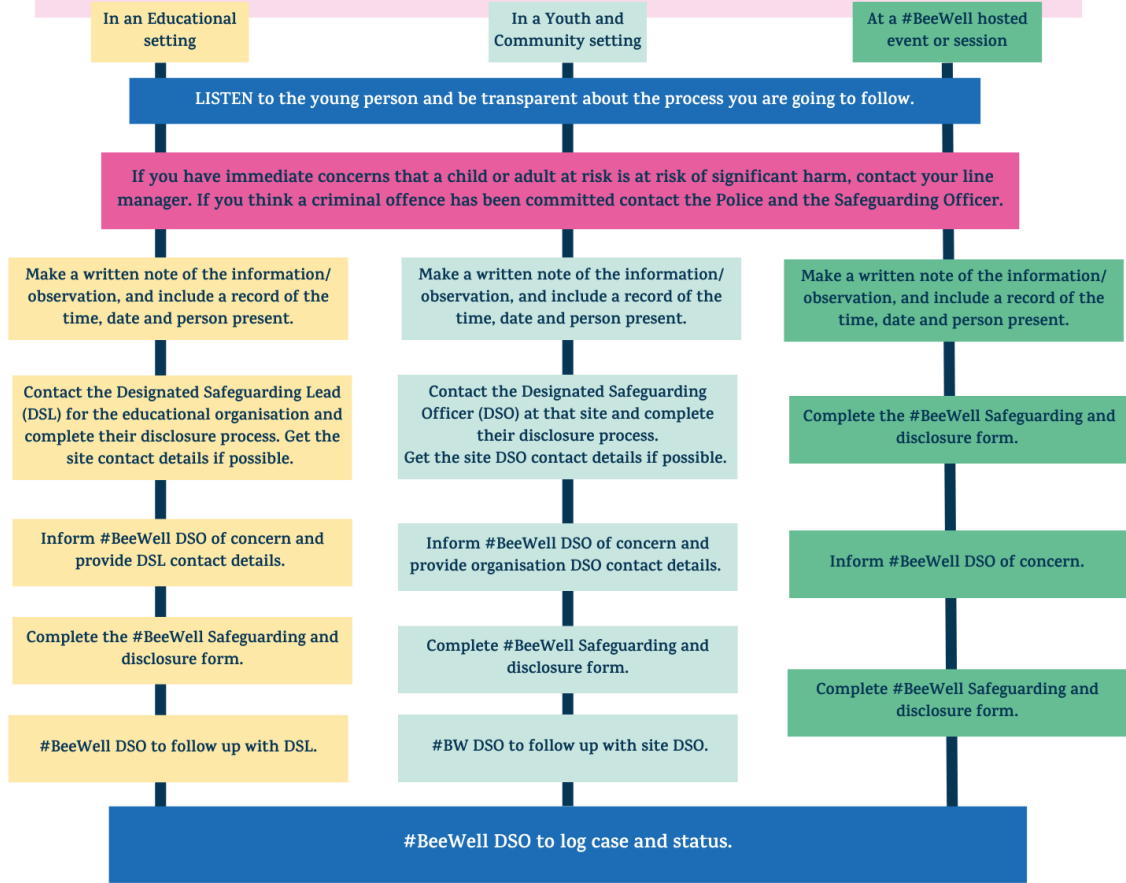 In an Educational
setting
In a Youth and
Community setting
At a #BeeWell hosted
event or session
LISTEN to the young person and be transparent about the process you are going to follow.
If you have immediate concerns that a child or adult at risk is at risk of significant harm, contact your line
manager. If you think a criminal offence has been committed contact the Police and the Safeguarding Officer.
Make a written note of the information/
observation, and include a record of the
time, date and person present.
Contact the Designated Safeguarding Lead
(DSL) for the educational organisation and
complete their disclosure process. Get the
site contact details if possible.
Inform #BeeWell DSO of concern and
provide DSL contact details.
Complete the #BeeWell Safeguarding and
disclosure form.
#BeeWell DSO to follow up with DSL.
Make a written note of the information/
observation, and include a record of the
time, date and person present.
Contact the Designated Safeguarding
Officer (DSO) at that site and complete
their disclosure process.
Get the site DSO contact details if possible.
Inform #BeeWell DSO of concern and
provide organisation DSO contact details.
Complete #BeeWell Safeguarding and
disclosure form.
#BW DSO to follow up with site DSO.
Make a written note of the information/
observation, and include a record of the
time, date and person present.
Complete the #BeeWell Safeguarding and
disclosure form.
Inform #BeeWell DSO of concern.
Complete #BeeWell Safeguarding and
disclosure form.
#BeeWell DSO to log case and status.